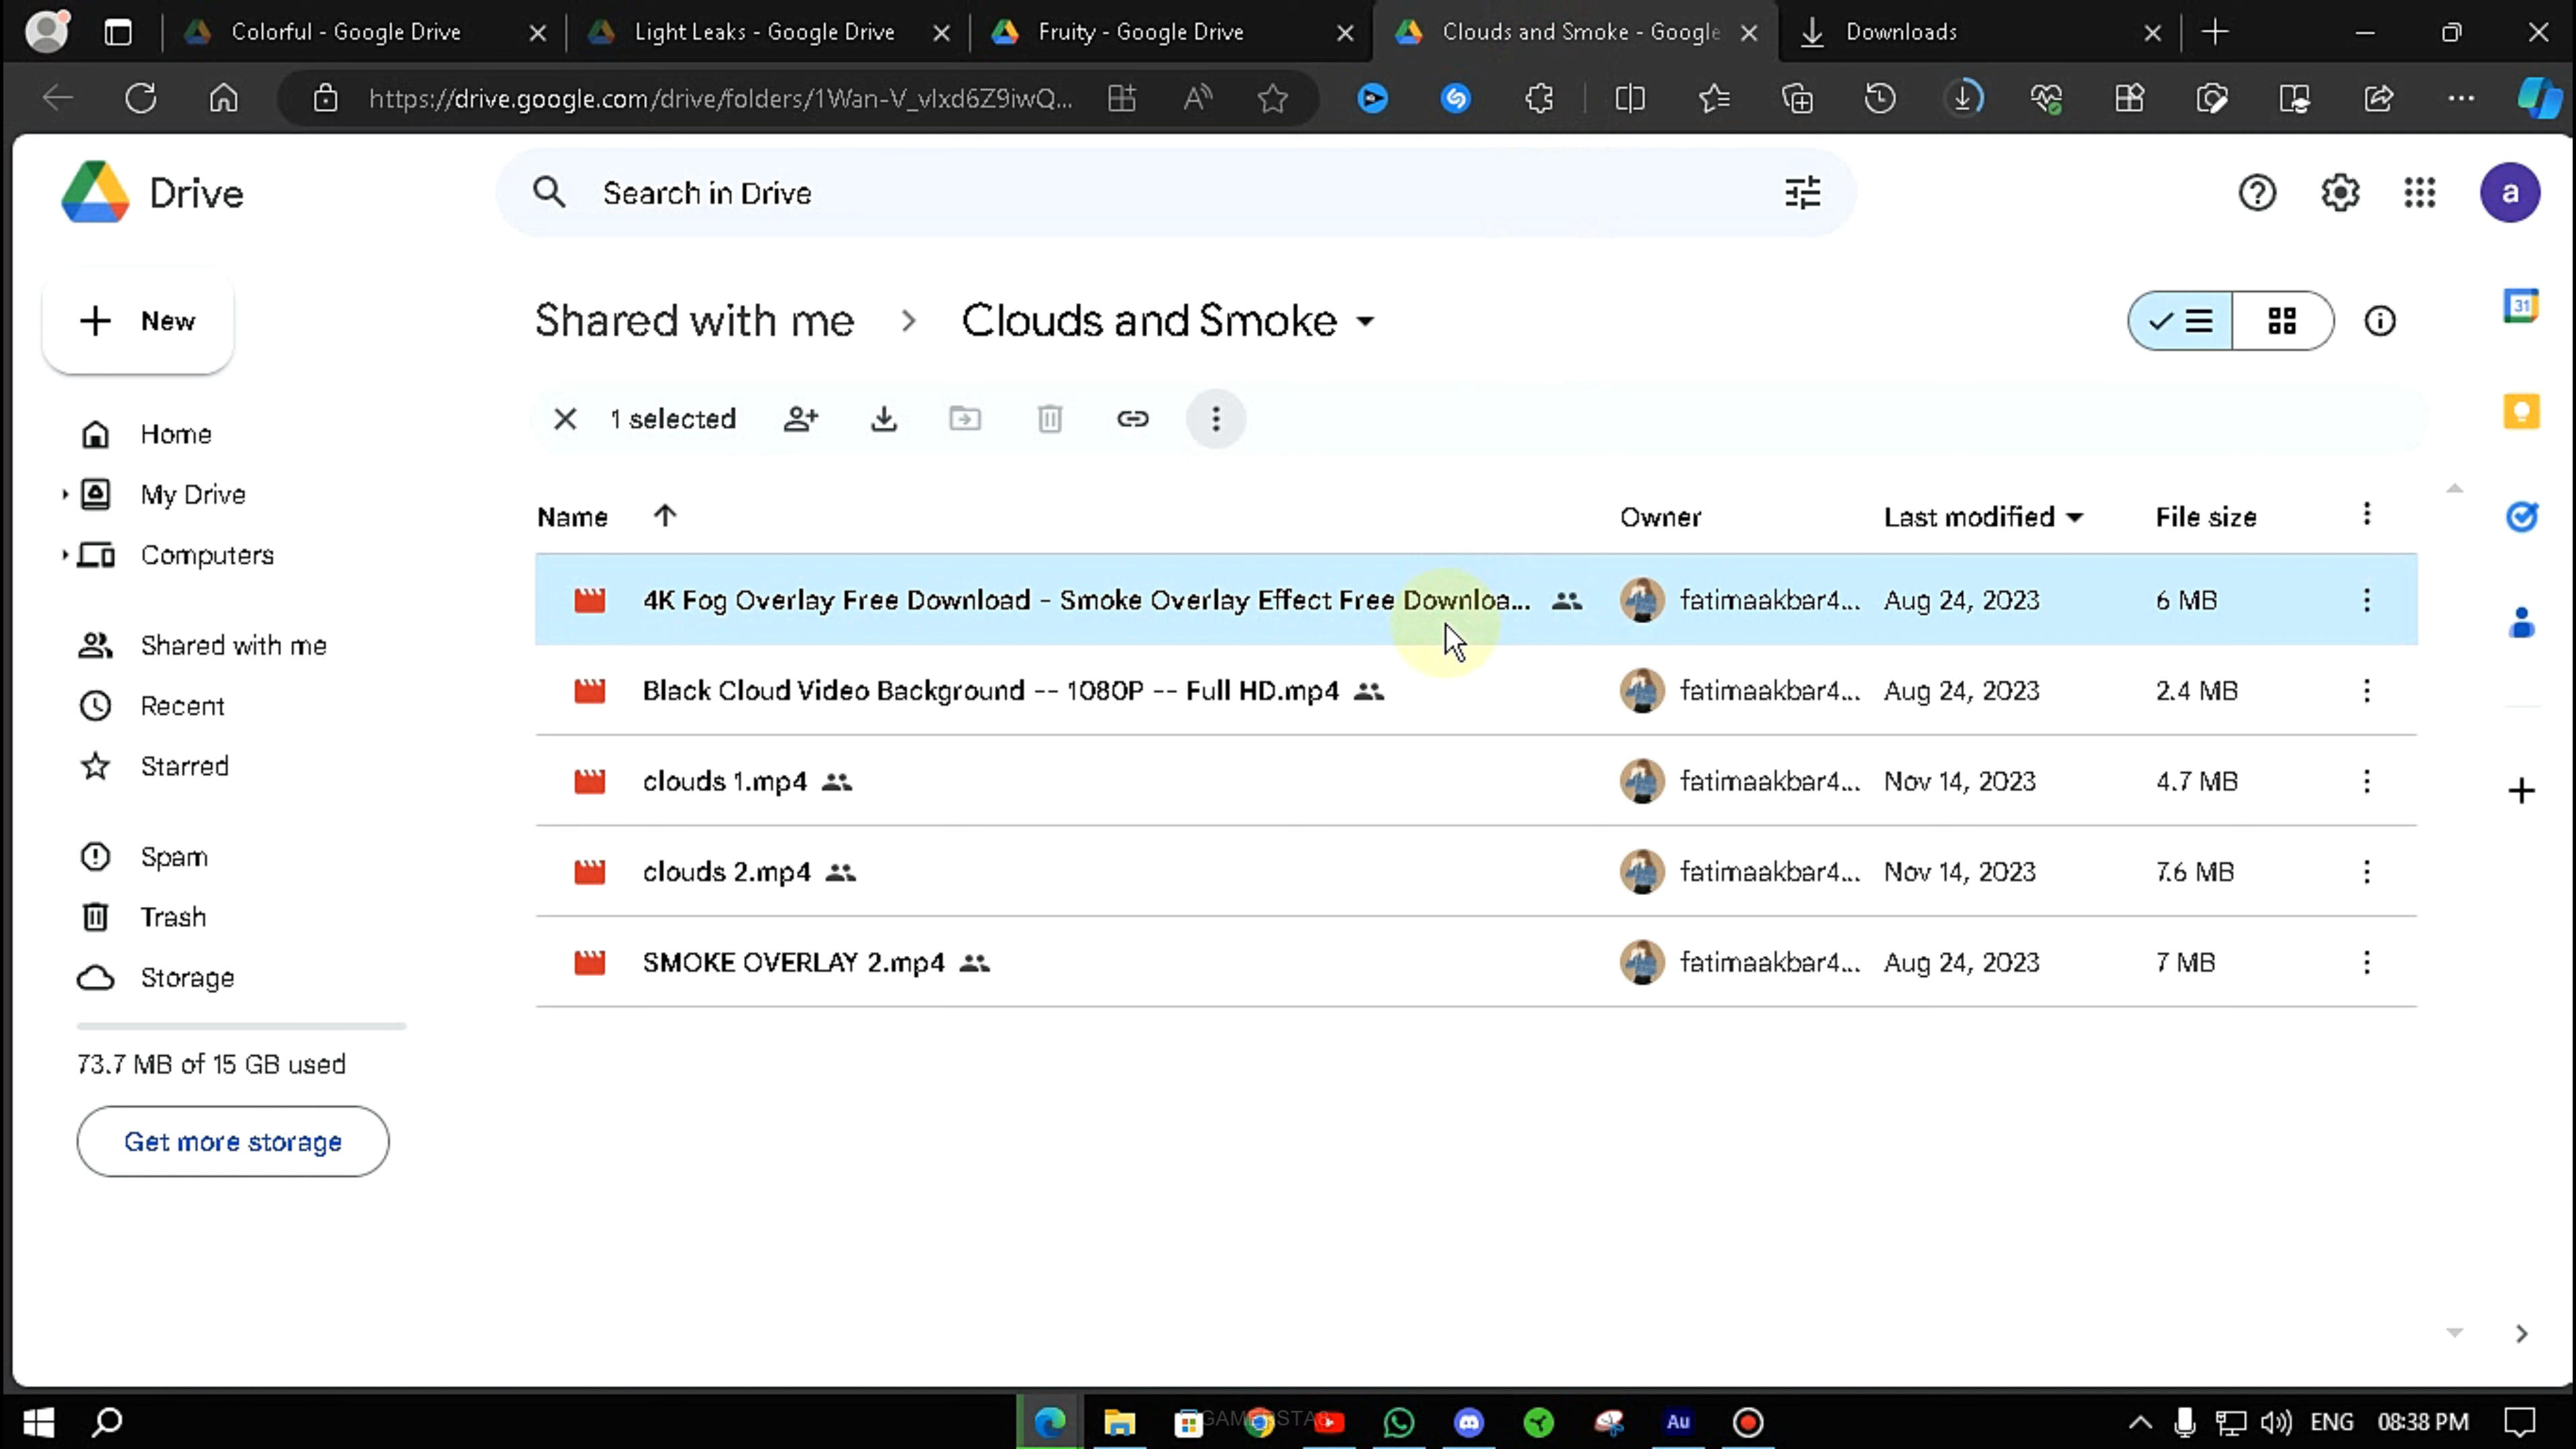 Colorful - Google Drive
Light Leaks - Google Drive
Fruity - Google Drive
Clouds and Smoke - Google
Downloads
https://drive.google.com/drive/folders/1Wan-V_vlxd6Z9iwQ...
Drive
Search in Drive
a
New
Shared with me > Clouds and Smoke
31
1 selected
Home
My Drive
Computers
Shared with me
Recent
Starred
Spam
Trash
Storage
73.7 MB of 15 GB used
Get more storage
Name Owner Last modified File size
4K Fog Overlay Free Download - Smoke Overlay Effect Free Downloa... fatimaakbar4... Aug 24, 2023 6 MB
Black Cloud Video Background -- 1080P -- Full HD.mp4 fatimaakbar4... Aug 24, 2023 2.4 MB
clouds 1.mp4 fatimaakbar4... Nov 14, 2023 4.7 MB
clouds 2.mp4 fatimaakbar4... Nov 14, 2023 7.6 MB
SMOKE OVERLAY 2.mp4 fatimaakbar4... Aug 24, 2023 7 MB
Au
ENG 08:38 PM